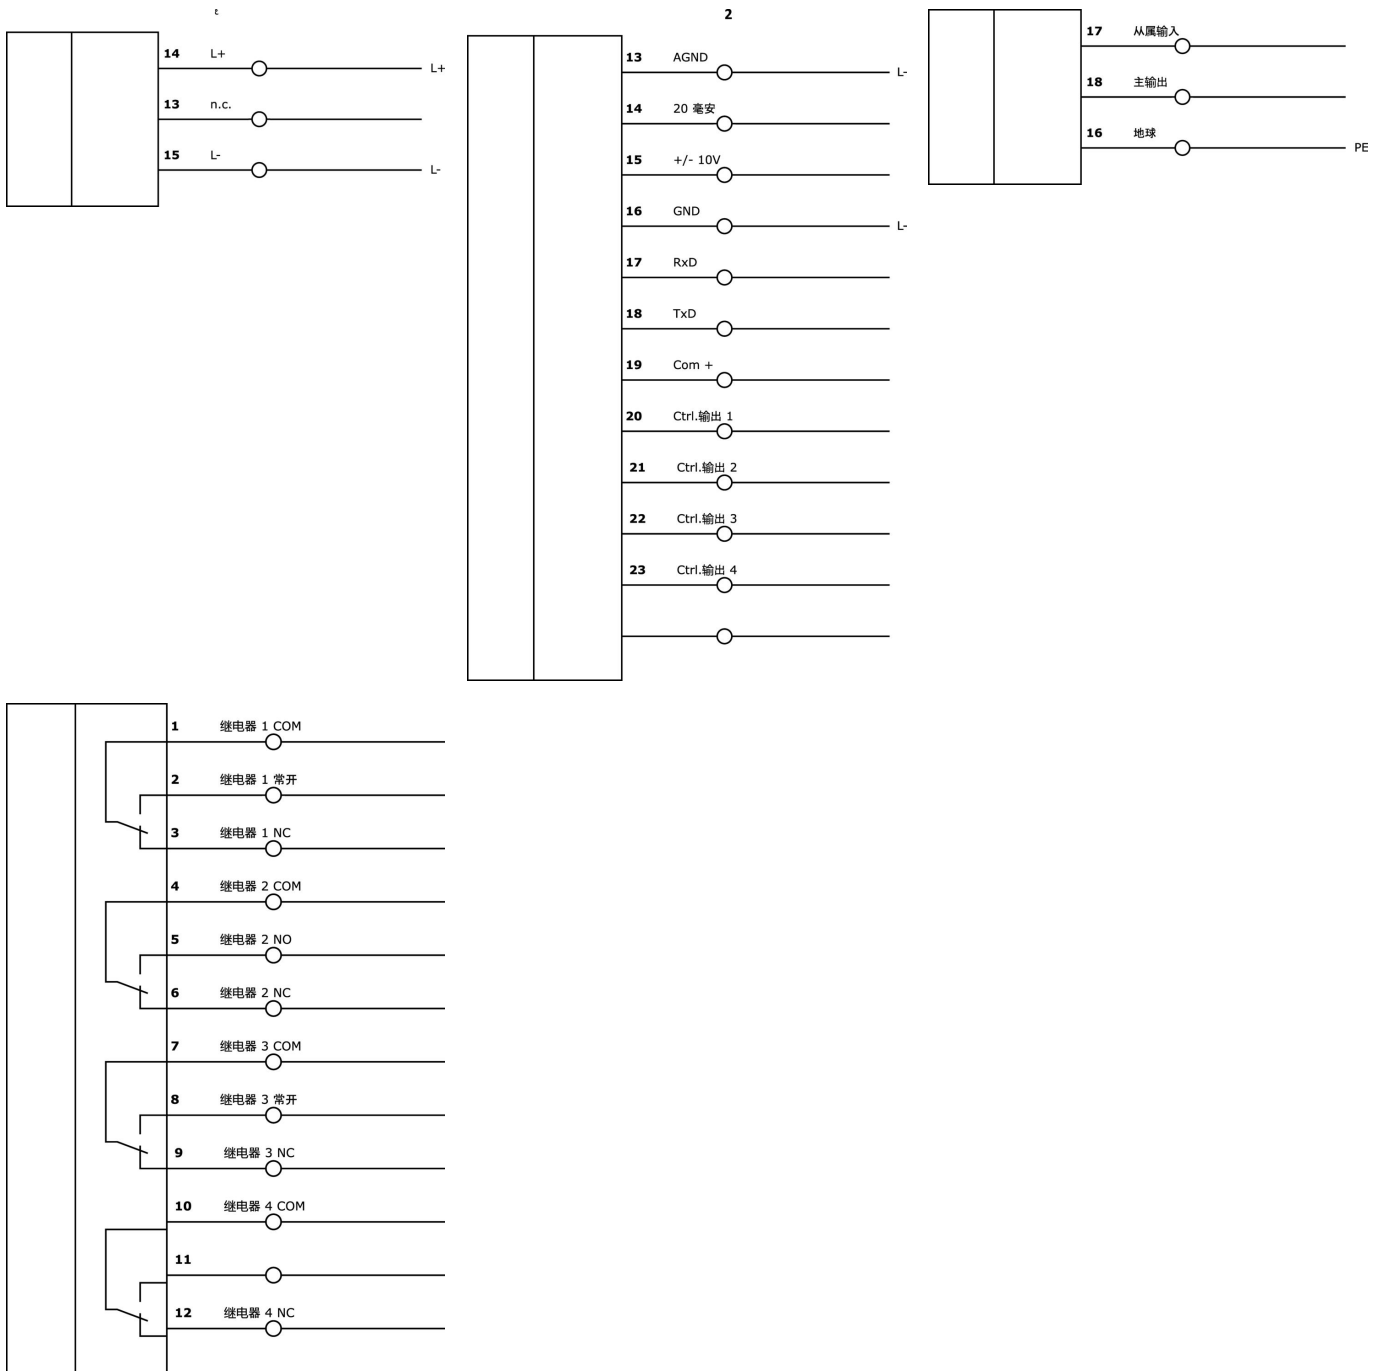 14 L+ L+
13 n.c.
15 L- L-
2
13 AGND L-
14 20 毫安
15 +/- 10V
16 GND L-
17 RxD
18 TxD
19 Com +
20 Ctrl.输出 1
21 Ctrl.输出 2
22 Ctrl.输出 3
23 Ctrl.输出 4
17 从属输入
18 主输出
16 地球 PE
1 继电器 1 COM
2 继电器 1 常开
3 继电器 1 NC
4 继电器 2 COM
5 继电器 2 NO
6 继电器 2 NC
7 继电器 3 COM
8 继电器 3 常开
9 继电器 3 NC
10 继电器 4 COM
11
12 继电器 4 NC